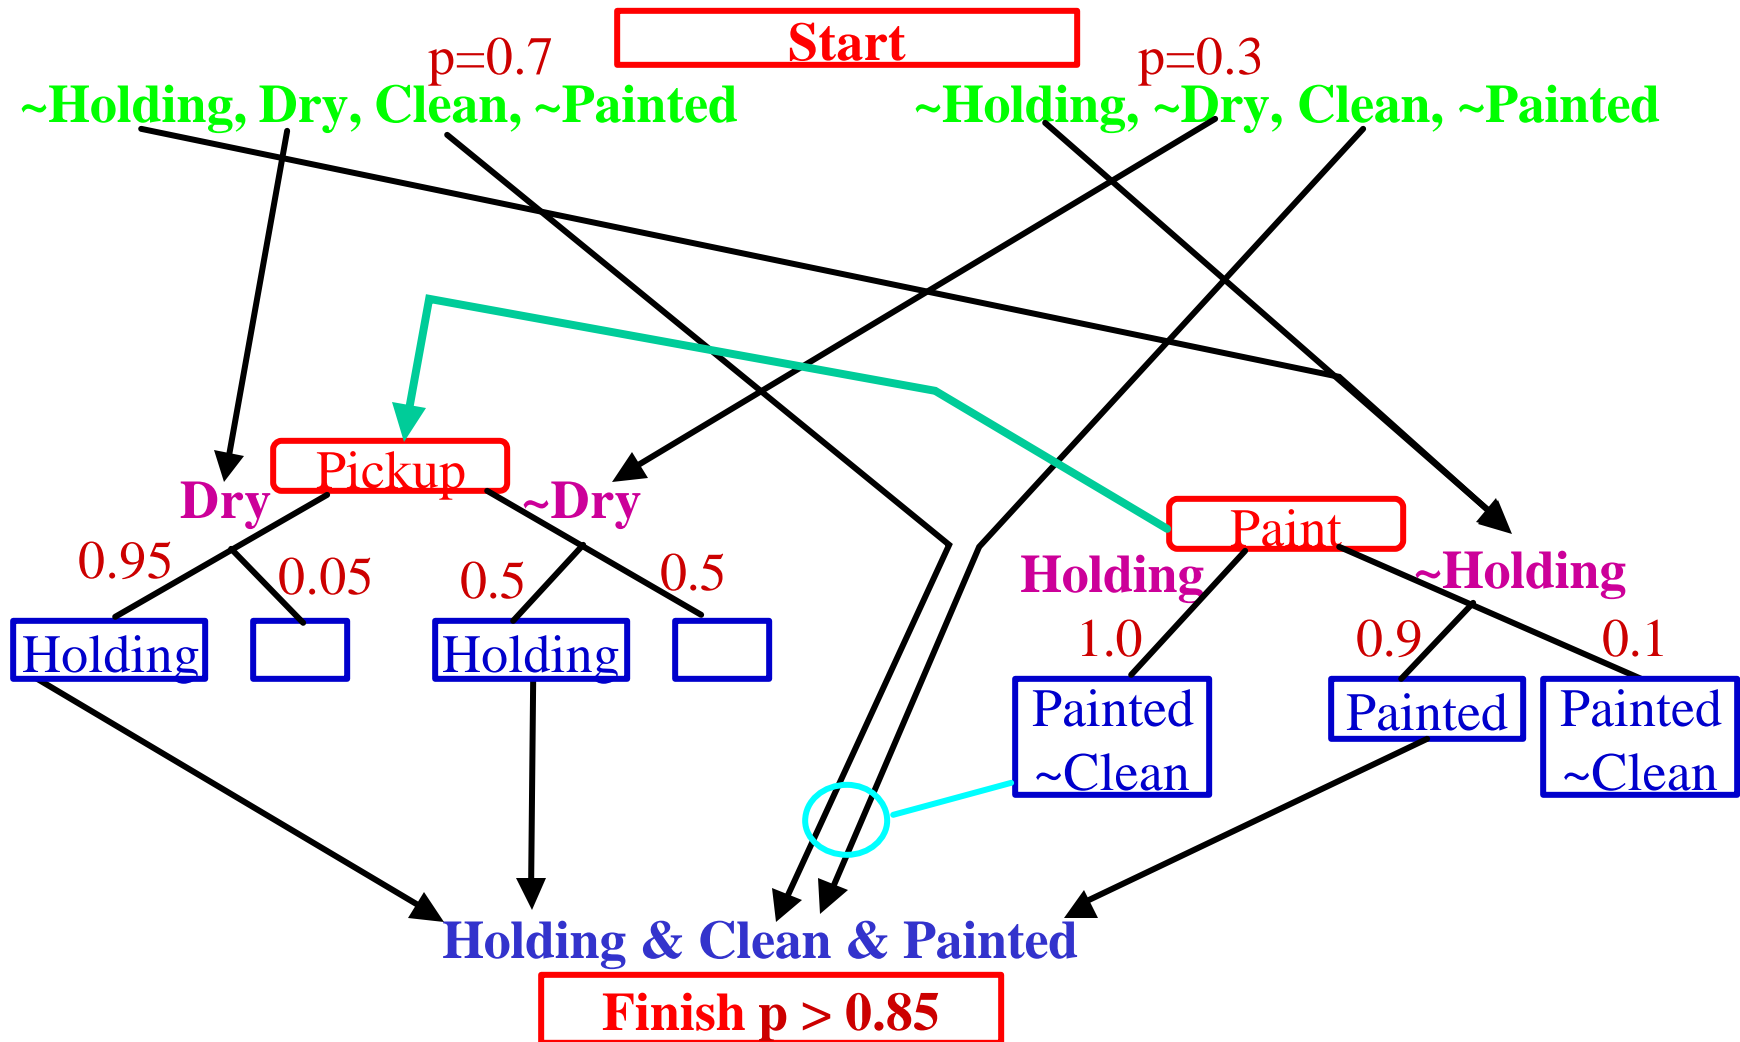 Start
p=0.7
p=0.3
~Holding, Dry, Clean, ~Painted
~Holding, ~Dry, Clean, ~Painted
Pickup
Dry
~Dry
Paint
Holding
~Holding
0.95
0.05
0.5
0.5
1.0
0.9
0.1
Holding
Holding
Painted
~Clean
Painted
Painted
~Clean
Holding & Clean & Painted
Finish p > 0.85